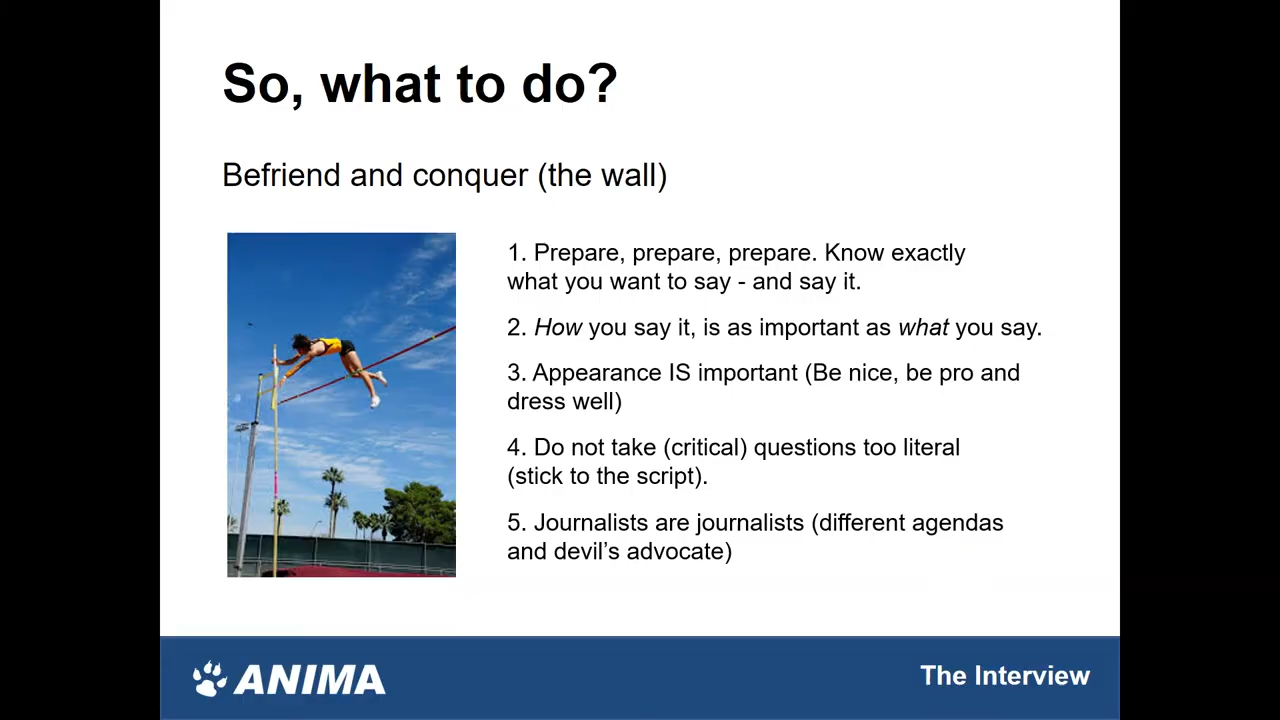 So, what to do?
Befriend and conquer (the wall)
1. Prepare, prepare, prepare. Know exactly
what you want to say - and say it.
2. How you say it, is as important as what you say.
3. Appearance IS important (Be nice, be pro and
dress well)
4. Do not take (critical) questions too literal
(stick to the script).
5. Journalists are journalists (different agendas
and devil’s advocate)
ANIMA
The Interview